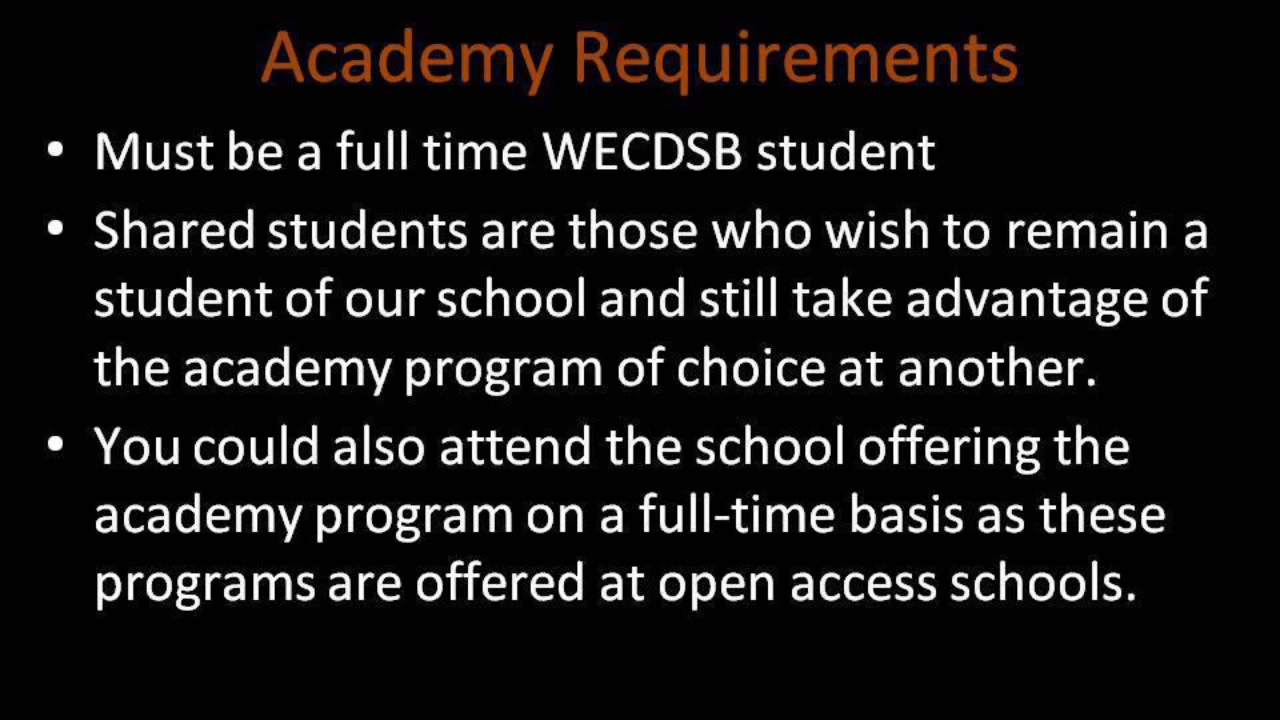 Academy Requirements
• Must be a full time WECDSB student
• Shared students are those who wish to remain a
student of our school and still take advantage of
the academy program of choice at another.
• You could also attend the school offering the
academy program on a full-time basis as these
programs are offered at open access schools.